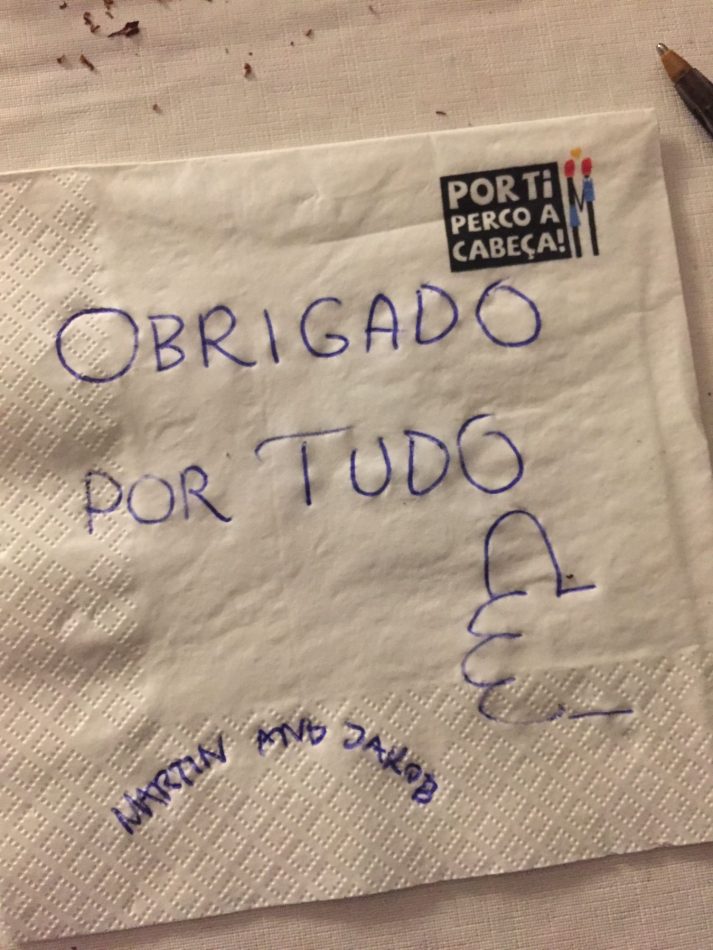 POR TI
PERCO A
CABEÇA!
OBRIGADO
POR TUDO
MARTIN AND JAKOB